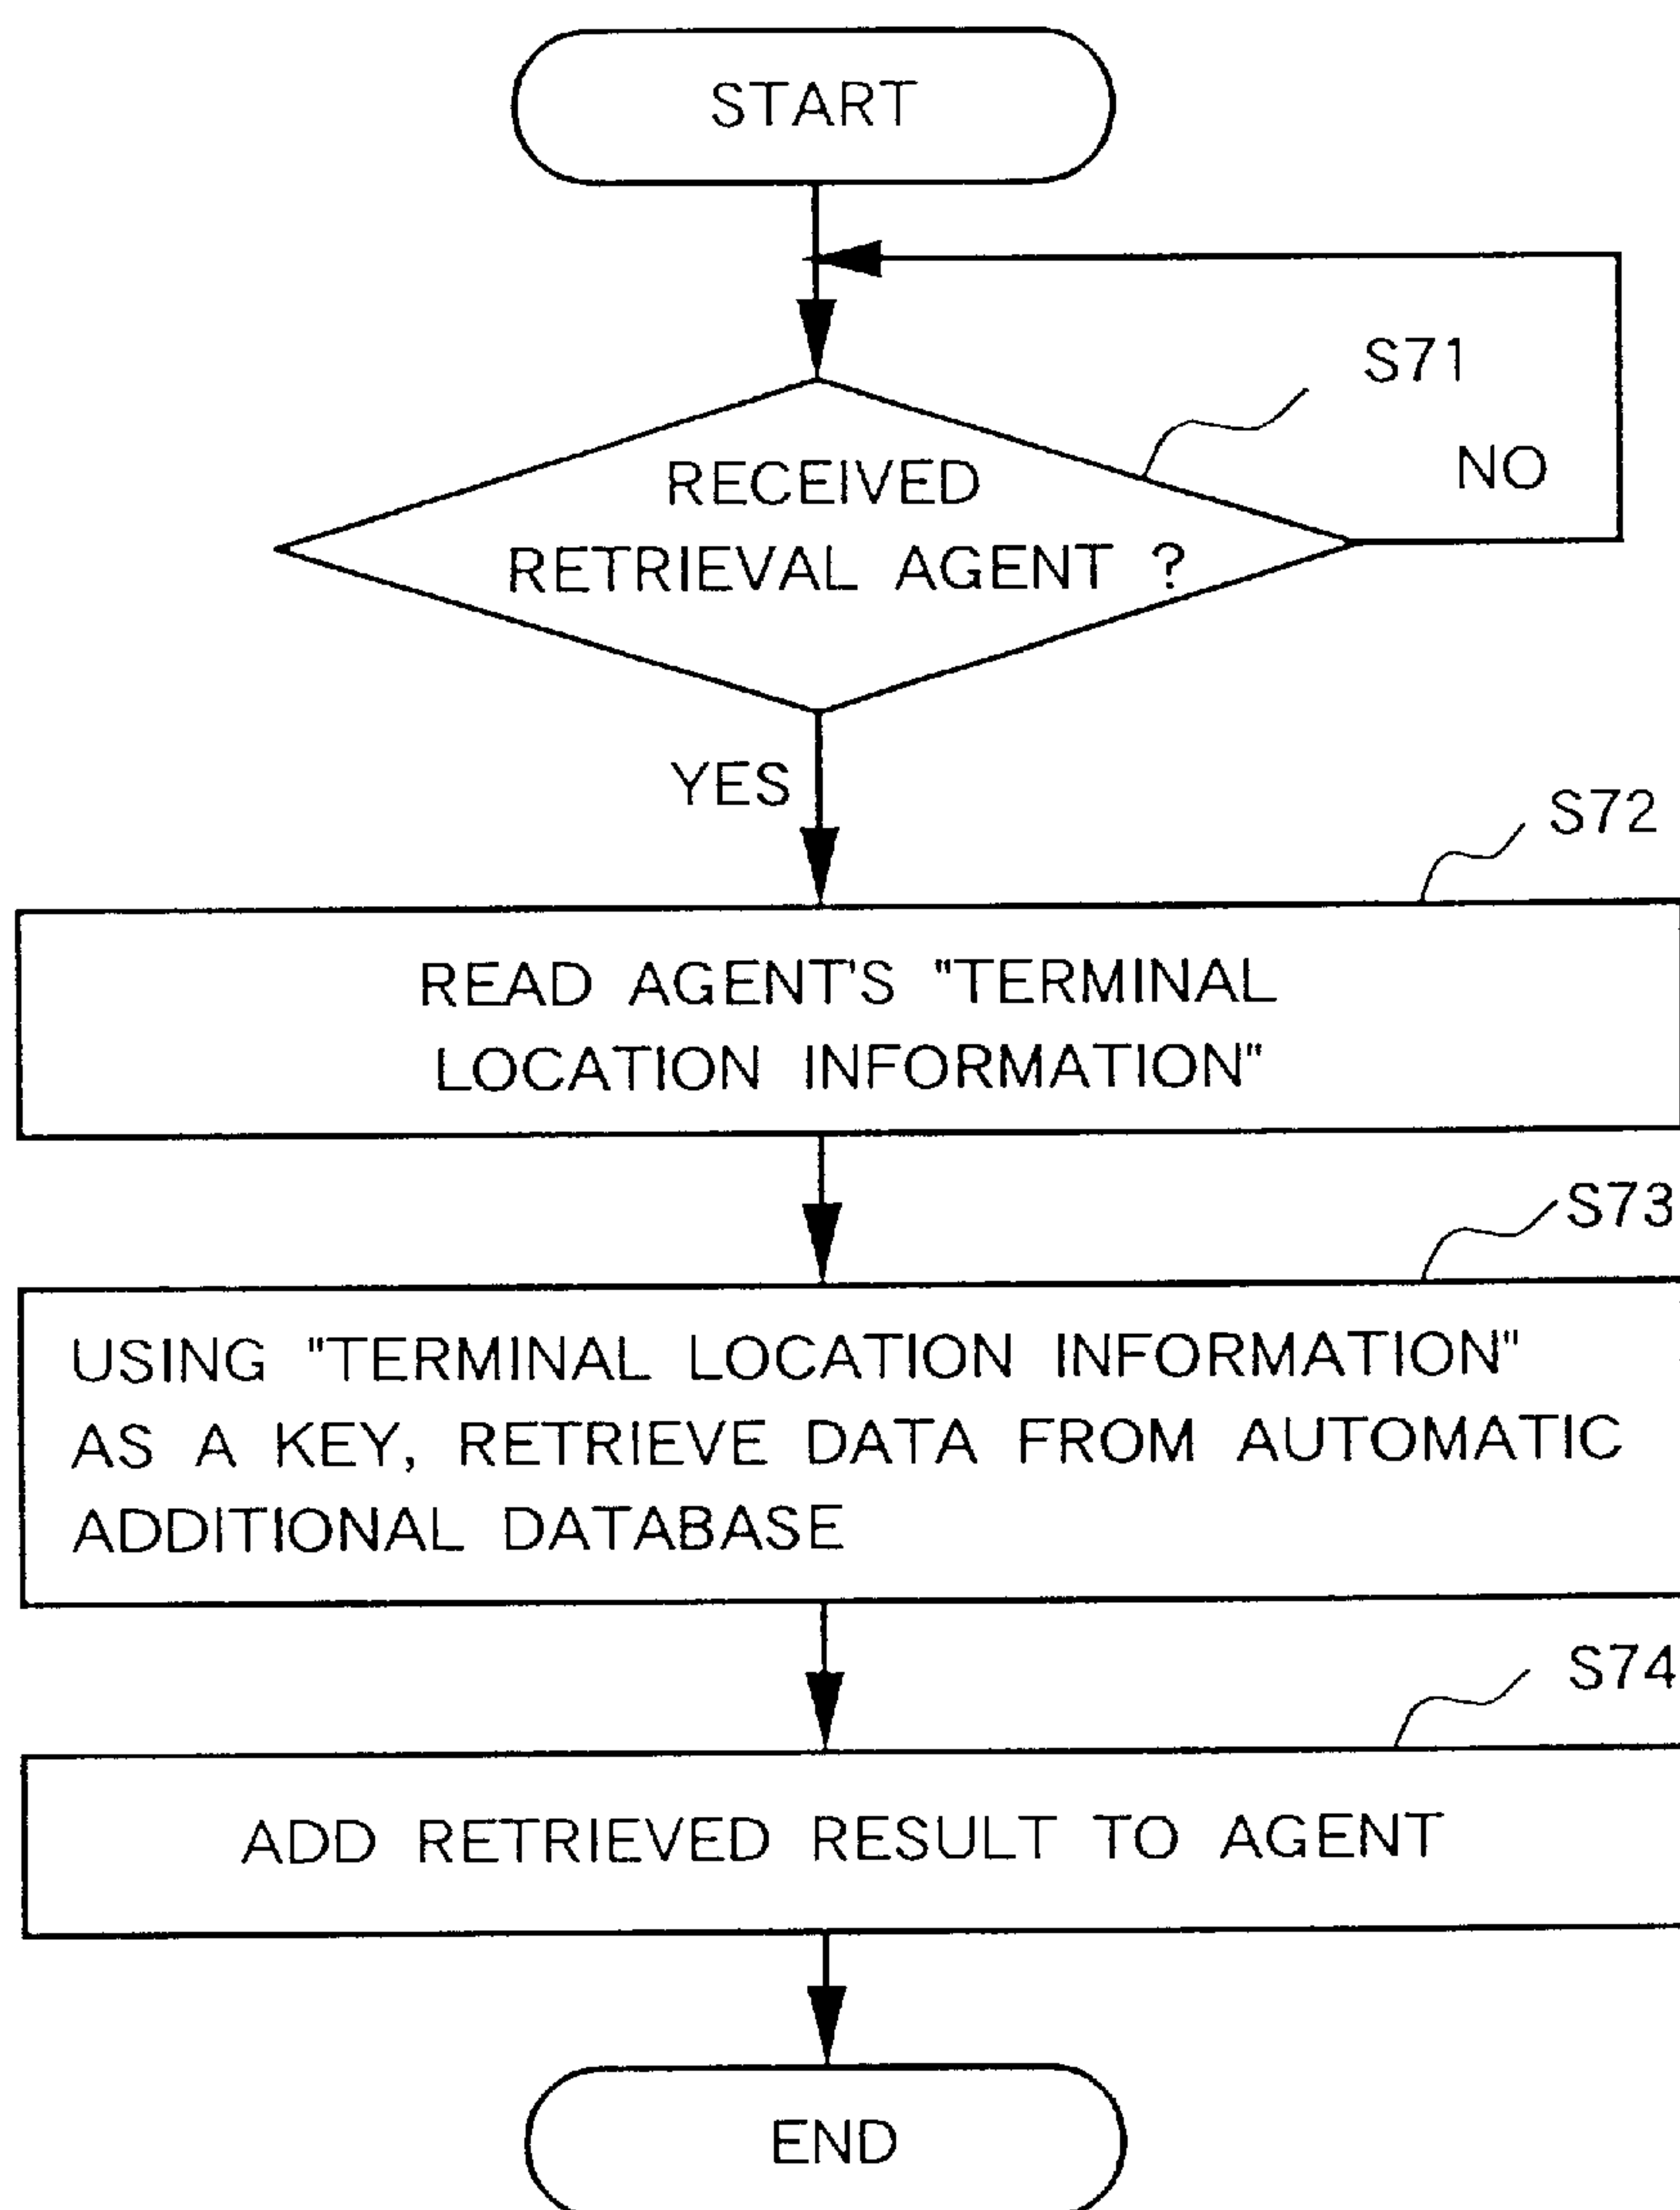 START
S71
NO
RECEIVED
RETRIEVAL AGENT ?
YES
S72
READ AGENT'S "TERMINAL
LOCATION INFORMATION"
S73
USING "TERMINAL LOCATION INFORMATION"
AS A KEY, RETRIEVE DATA FROM AUTOMATIC
ADDITIONAL DATABASE
S74
ADD RETRIEVED RESULT TO AGENT
END